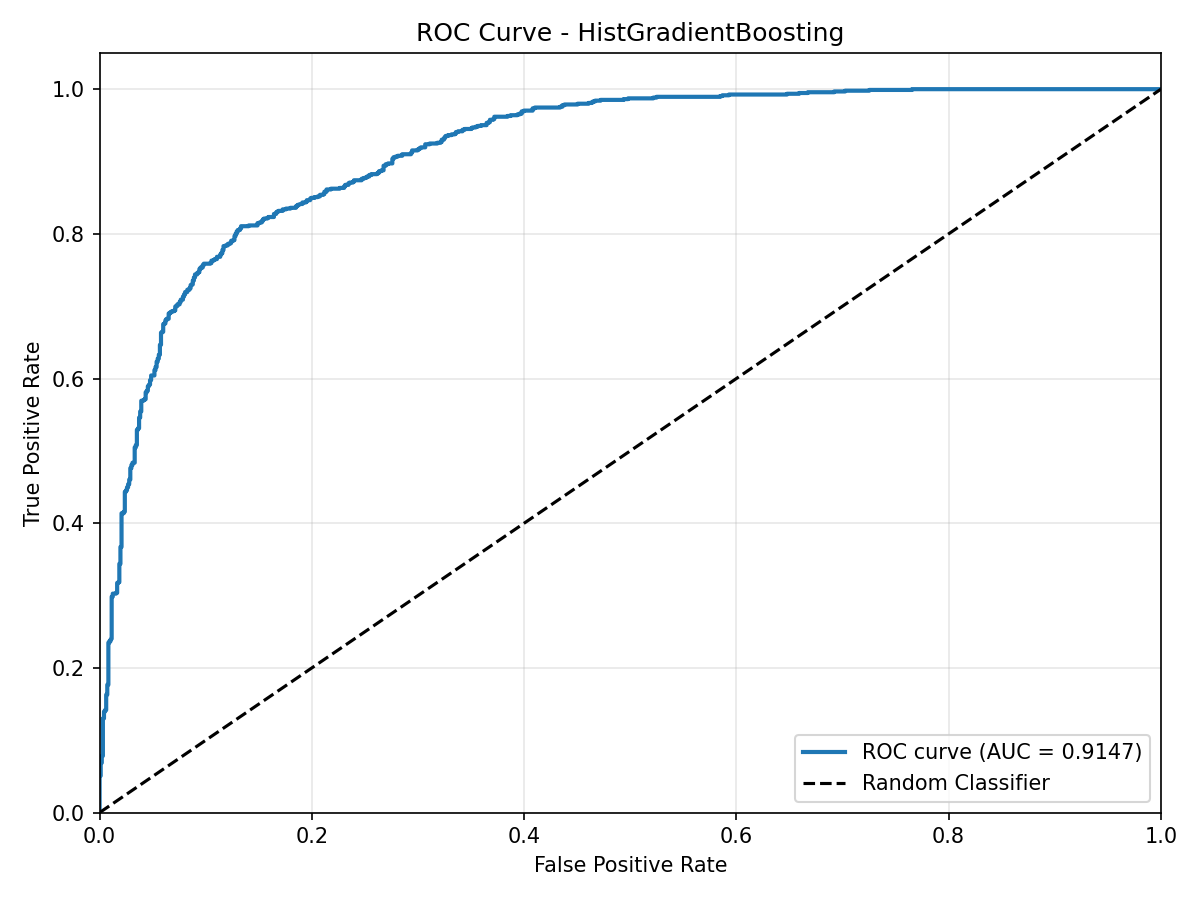 ROC Curve - HistGradientBoosting
True Positive Rate
1.0
0.8
0.6
0.4
0.2
0.0
0.0 0.2 0.4 0.6 0.8 1.0
False Positive Rate
ROC curve (AUC = 0.9147)
Random Classifier